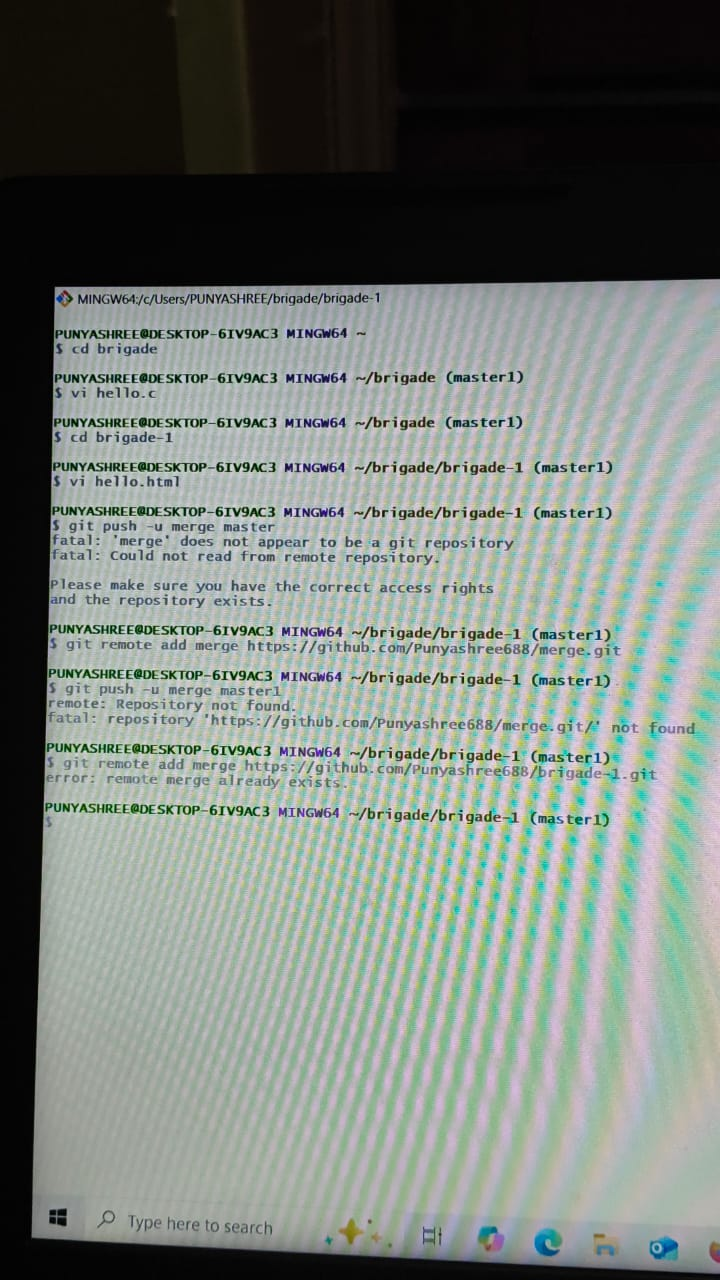 MINGW64:/c/Users/PUNYASHREE/brigade/brigade-1
PUNYASHREE@DESKTOP-6IV9AC3 MINGW64 ~
$ cd brigade
PUNYASHREE@DESKTOP-6IV9AC3 MINGW64 ~/brigade (master1)
$ vi hello.c
PUNYASHREE@DESKTOP-6IV9AC3 MINGW64 ~/brigade (master1)
$ cd brigade-1
PUNYASHREE@DESKTOP-6IV9AC3 MINGW64 ~/brigade/brigade-1 (master1)
$ vi hello.html
PUNYASHREE@DESKTOP-6IV9AC3 MINGW64 ~/brigade/brigade-1 (master1)
$ git push -u merge master
fatal: 'merge' does not appear to be a git repository
fatal: Could not read from remote repository.
Please make sure you have the correct access rights
and the repository exists.
PUNYASHREE@DESKTOP-6IV9AC3 MINGW64 ~/brigade/brigade-1 (master1)
$ git remote add merge https://github.com/Punyashree688/merge.git
PUNYASHREE@DESKTOP-6IV9AC3 MINGW64 ~/brigade/brigade-1 (master1)
$ git push -u merge master1
remote: Repository not found.
fatal: repository 'https://github.com/Punyashree688/merge.git/' not found
PUNYASHREE@DESKTOP-6IV9AC3 MINGW64 ~/brigade/brigade-1 (master1)
$ git remote add merge https://github.com/Punyashree688/brigade-1.git
error: remote merge already exists.
PUNYASHREE@DESKTOP-6IV9AC3 MINGW64 ~/brigade/brigade-1 (master1)
$
Type here to search